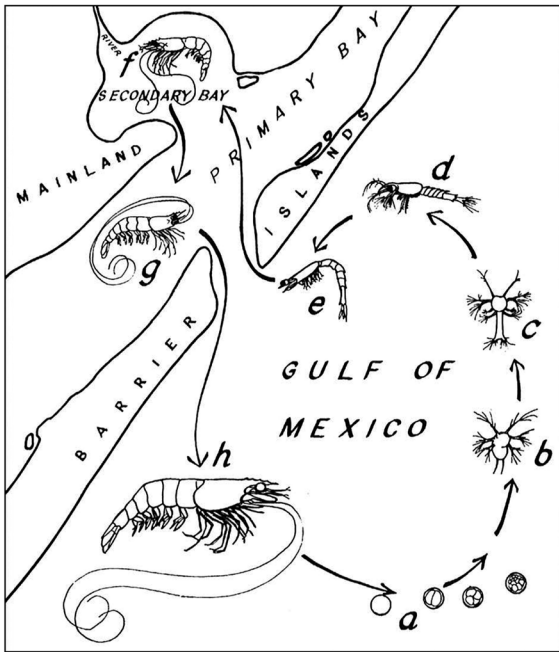 RIVER
f
SECONDARY BAY
PRIMARY BAY
MAINLAND
ISLANDS
d
g
e
c
BARRIER
GULF OF
MEXICO
b
h
a